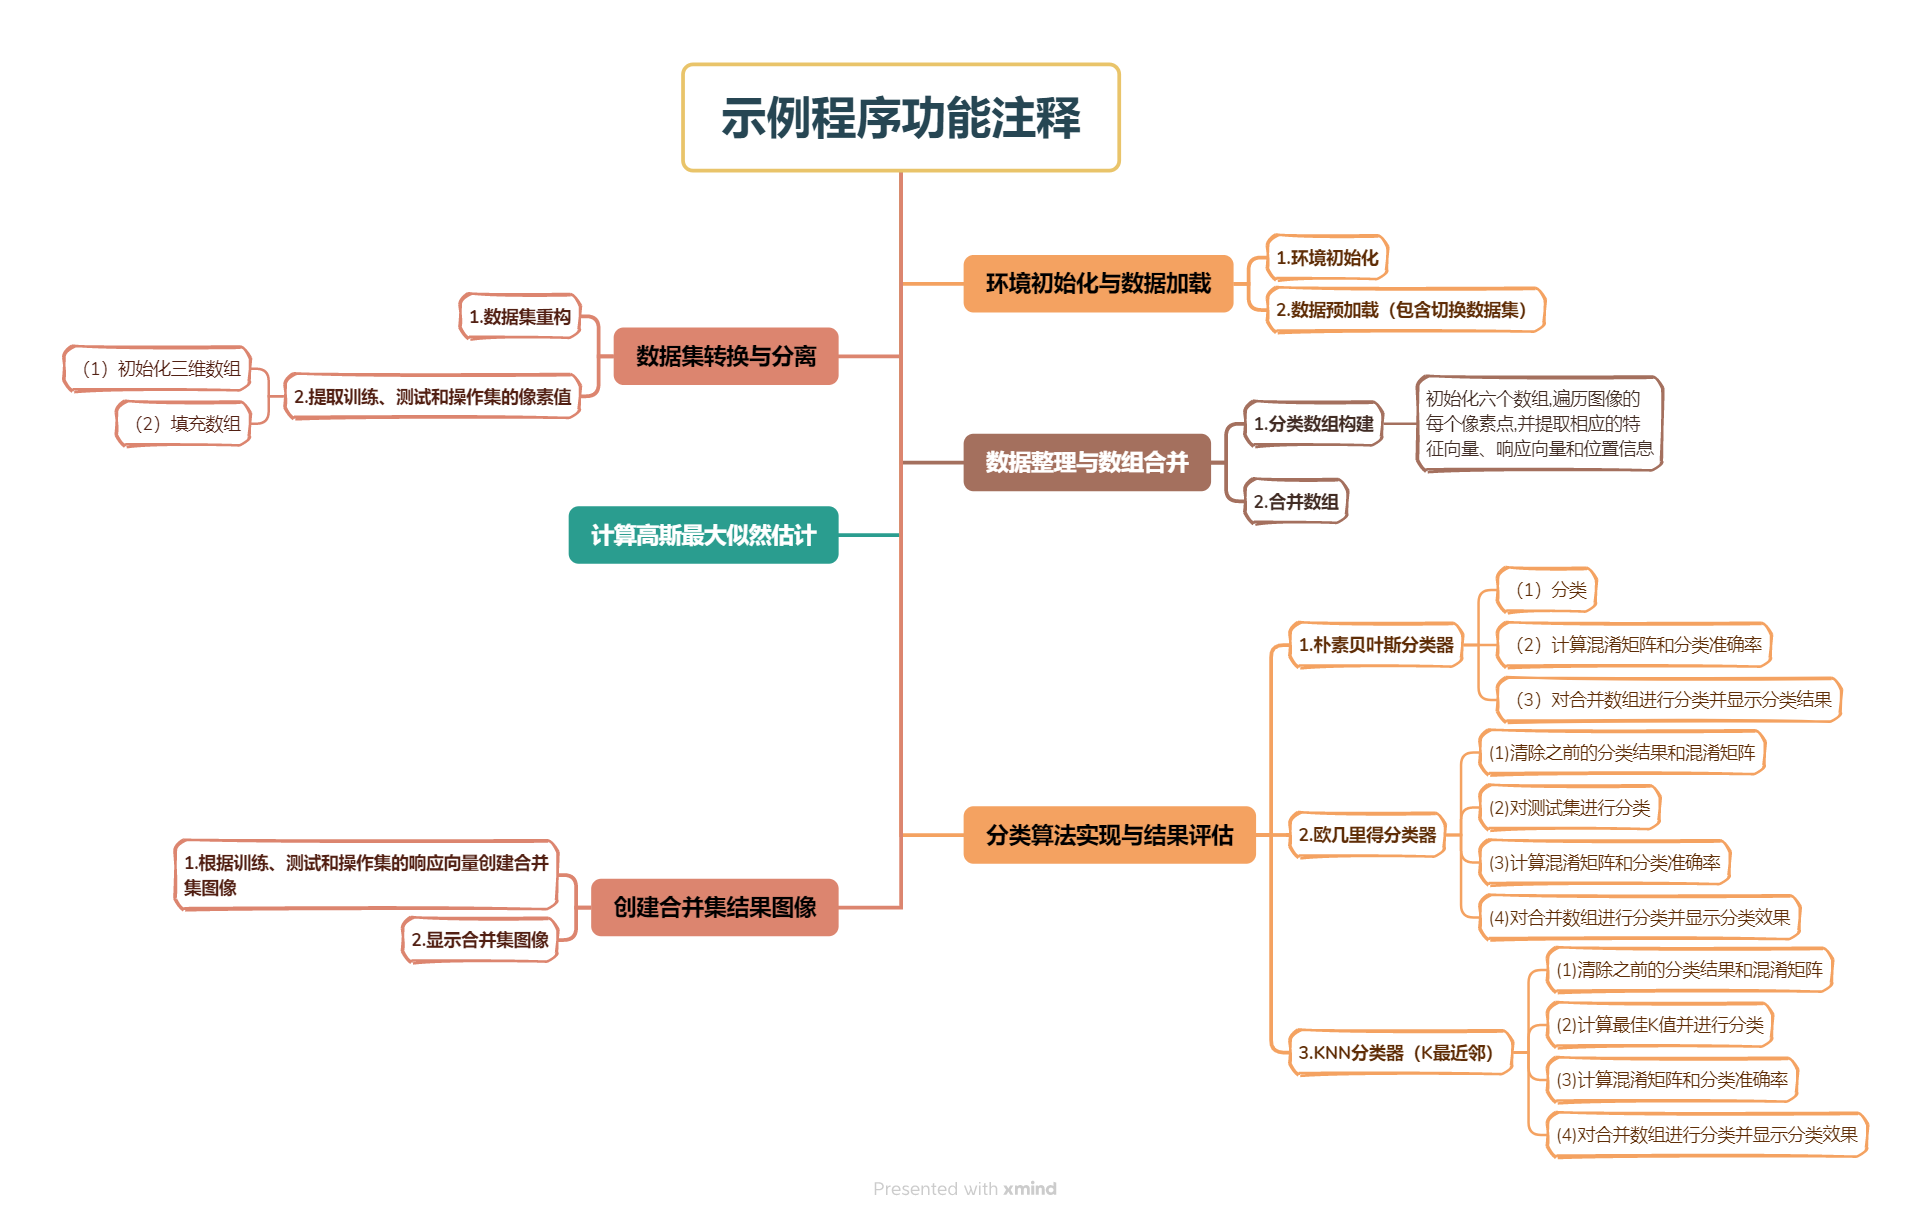 示例程序功能注释
环境初始化与数据加载
1.环境初始化
2.数据预加载（包含切换数据集）
数据集转换与分离
1.数据集重构
2.提取训练、测试和操作集的像素值
（1）初始化三维数组
（2）填充数组
数据整理与数组合并
1.分类数组构建
初始化六个数组,遍历图像的
每个像素点,并提取相应的特
征向量、响应向量和位置信息
2.合并数组
计算高斯最大似然估计
分类算法实现与结果评估
1.朴素贝叶斯分类器
（1）分类
（2）计算混淆矩阵和分类准确率
（3）对合并数组进行分类并显示分类结果
2.欧几里得分类器
(1)清除之前的分类结果和混淆矩阵
(2)对测试集进行分类
(3)计算混淆矩阵和分类准确率
(4)对合并数组进行分类并显示分类效果
3.KNN分类器（K最近邻）
(1)清除之前的分类结果和混淆矩阵
(2)计算最佳K值并进行分类
(3)计算混淆矩阵和分类准确率
(4)对合并数组进行分类并显示分类效果
创建合并集结果图像
1.根据训练、测试和操作集的响应向量创建合并
集图像
2.显示合并集图像
Presented with xmind